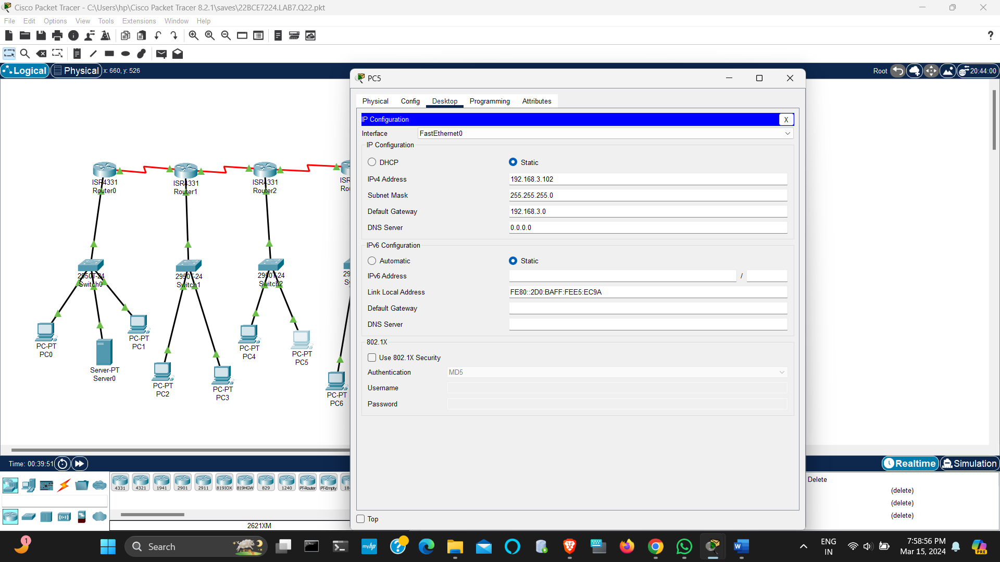 Cisco Packet Tracer - C:\Users\hp\Cisco Packet Tracer 8.2.1\saves\22BCE7224.LAB7.Q22.pkt
File Edit Options View Tools Extensions Window Help
?
Logical Physical x: 660, y: 526 Root 20:44:00
PC5
Physical Config Desktop Programming Attributes
IP Configuration X
Interface FastEthernet0
IP Configuration
DHCP Static
IPv4 Address 192.168.3.102
Subnet Mask 255.255.255.0
Default Gateway 192.168.3.0
DNS Server 0.0.0.0
IPv6 Configuration
Automatic Static
IPv6 Address /
Link Local Address FE80::2D0:BAFF:FEE5:EC9A
Default Gateway
DNS Server
802.1X
Use 802.1X Security
Authentication MD5
Username
Password
Top
ISR4331
Router0
ISR4331
Router1
ISR4331
Router2
ISR
Ro
2950T-24
Switch0
2950T-24
Switch1
2950T-24
Switch2
29
S
PC-PT
PC0
Server-PT
Server0
PC-PT
PC1
PC-PT
PC2
PC-PT
PC3
PC-PT
PC4
PC-PT
PC5
PC-PT
PC6
Time: 00:39:51 Realtime Simulation
4331 4321 1941 2901 2911 819IOX 819HGW 829 1240 PT-Router PT-Empty 18
2621XM
Delete
(delete)
(delete)
(delete)
1
Search
myhp
ENG
IN
7:58:56 PM
Mar 15, 2024
PRE